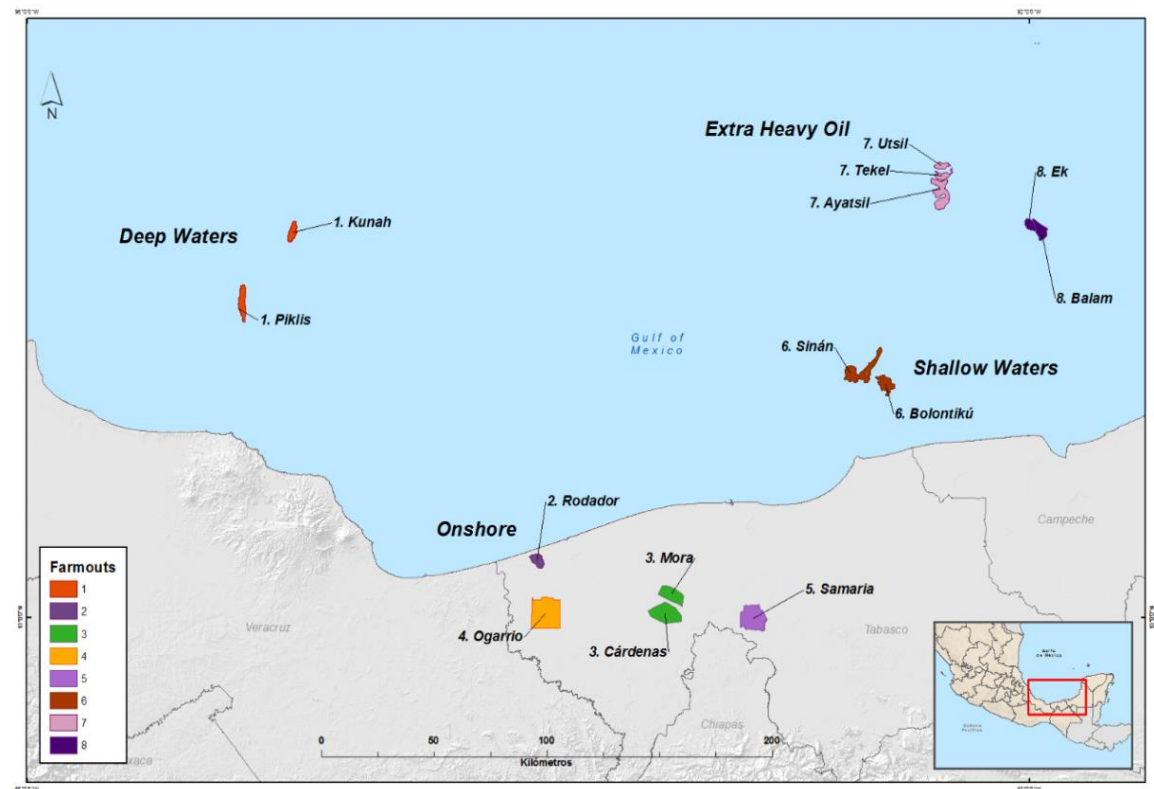 N
Extra Heavy Oil
7. Utsil
7. Tekel
7. Ayatsil
8. Ek
8. Balam
Deep Waters
1. Kunah
1. Piklis
Gulf of
Mexico
6. Sinán
Shallow Waters
6. Bolontikú
Onshore
2. Rodador
Campeche
3. Mora
5. Samaria
4. Ogarrio
3. Cárdenas
Veracruz
Tabasco
Chiapas
Farmouts
1
2
3
4
5
6
7
8
0
50
100
200
Kilómetros